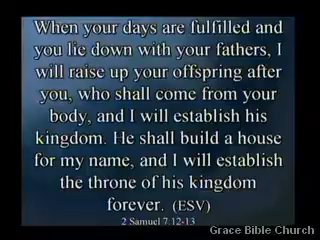 When your days are fulfilled and
you lie down with your fathers, I
will raise up your offspring after
you, who shall come from your
body, and I will establish his
kingdom. He shall build a house
for my name, and I will establish
the throne of his kingdom
forever. (ESV)
2 Samuel 7:12-13
Grace Bible Church